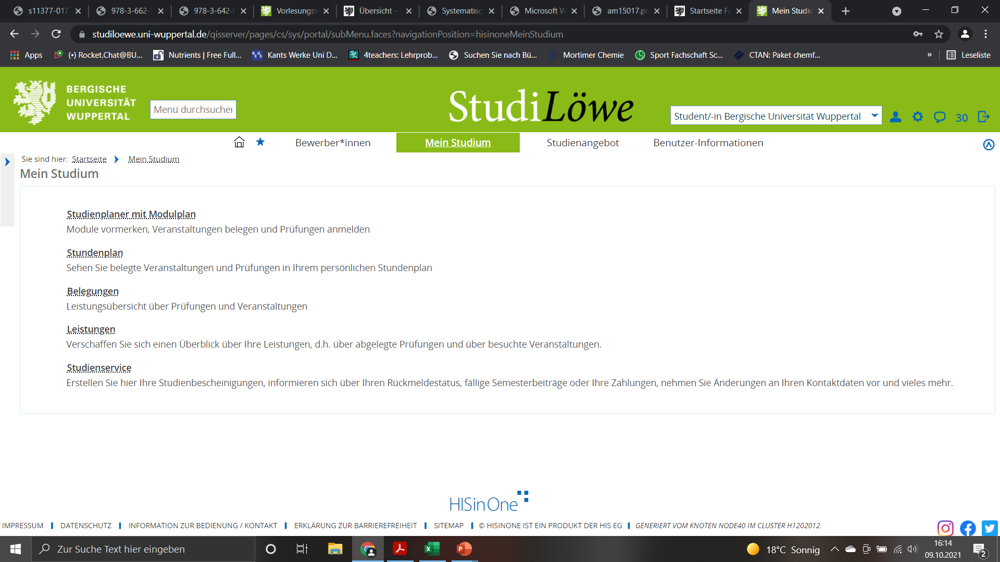 s11377-017
978-3-662-5
978-3-642-0
Vorlesungsv
Übersicht -
Systematisc
Microsoft W
am15017.pd
Startseite Fa
Mein Studiu
studiloewe.uni-wuppertal.de/qisserver/pages/cs/sys/portal/subMenu.faces?navigationPosition=hisinoneMeinStudium
Apps
(•) Rocket.Chat@BU...
Nutrients | Free Full...
Kants Werke Uni D...
4teachers: Lehrprob...
Suchen Sie nach Bü...
Mortimer Chemie
Sport Fachschaft Sc...
CTAN: Paket chemf...
»
Leseliste
BERGISCHE
UNIVERSITÄT
WUPPERTAL
Menü durchsuchen
StudiLöwe
Student/-in Bergische Universität Wuppertal
30
Bewerber*innen
Mein Studium
Studienangebot
Benutzer-Informationen
Sie sind hier: Startseite Mein Studium
Mein Studium
Studienplaner mit Modulplan
Module vormerken, Veranstaltungen belegen und Prüfungen anmelden
Stundenplan
Sehen Sie belegte Veranstaltungen und Prüfungen in Ihrem persönlichen Stundenplan
Belegungen
Leistungsübersicht über Prüfungen und Veranstaltungen
Leistungen
Verschaffen Sie sich einen Überblick über Ihre Leistungen, d.h. über abgelegte Prüfungen und über besuchte Veranstaltungen.
Studienservice
Erstellen Sie hier Ihre Studienbescheinigungen, informieren sich über Ihren Rückmeldestatus, fällige Semesterbeiträge oder Ihre Zahlungen, nehmen Sie Änderungen an Ihren Kontaktdaten vor und vieles mehr.
HISinOne
IMPRESSUM | DATENSCHUTZ | INFORMATION ZUR BEDIENUNG / KONTAKT | ERKLÄRUNG ZUR BARRIEREFREIHEIT | SITEMAP | © HISINONE IST EIN PRODUKT DER HIS EG | GENERIERT VOM KNOTEN NODE40 IM CLUSTER H1202012.
Zur Suche Text hier eingeben
18°C Sonnig
16:14
09.10.2021
2